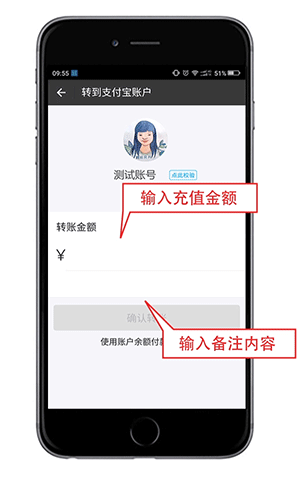 09:55
51%
转到支付宝账户
测试账号 点此校验
输入充值金额
转账金额
¥
确认转
输入备注内容
使用账户余额付款